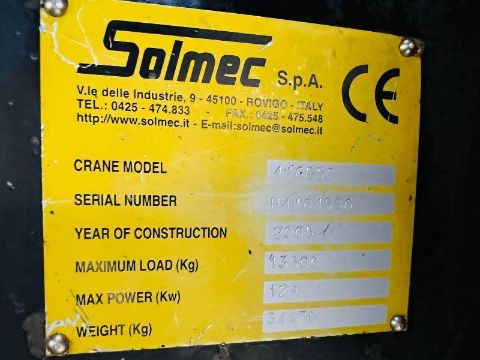 Solmec S.p.A. CE
V.le delle Industrie, 9 - 45100 - ROVIGO - ITALY
TEL.: 0425 - 474.833 - FAX.: 0425 - 475.548
http://www.solmec.it - E-mail:solmec@solmec.it
CRANE MODEL
SERIAL NUMBER
YEAR OF CONSTRUCTION 2005
MAXIMUM LOAD (Kg) 13300
MAX POWER (Kw)
WEIGHT (Kg)